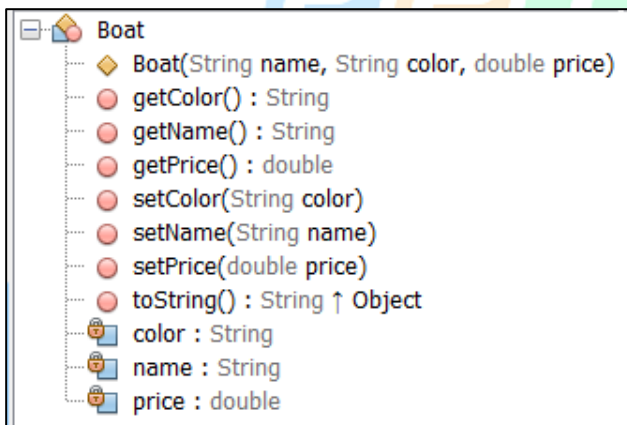 Boat
Boat(String name, String color, double price)
getColor() : String
getName() : String
getPrice() : double
setColor(String color)
setName(String name)
setPrice(double price)
toString() : String ↑ Object
color : String
name : String
price : double